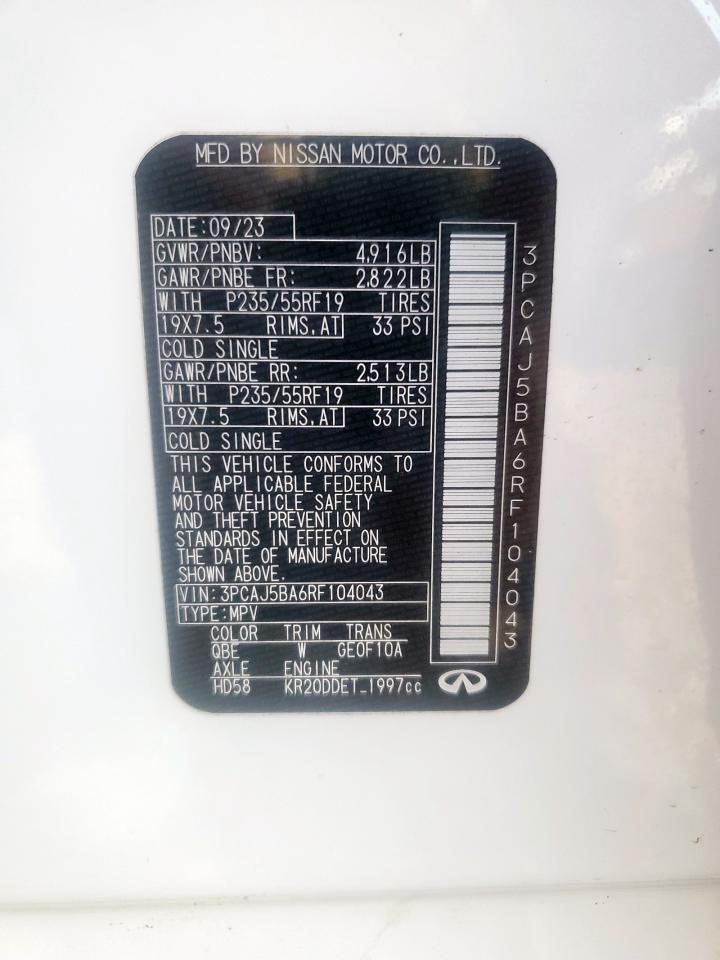 MFD BY NISSAN MOTOR CO.,LTD.
DATE:09/23
GVWR/PNBV: 4,916LB
GAWR/PNBE FR: 2,822LB
WITH P235/55RF19 TIRES
19X7.5 RIMS,AT 33 PSI
COLD SINGLE
GAWR/PNBE RR: 2,513LB
WITH P235/55RF19 TIRES
19X7.5 RIMS,AT 33 PSI
COLD SINGLE
THIS VEHICLE CONFORMS TO
ALL APPLICABLE FEDERAL
MOTOR VEHICLE SAFETY
AND THEFT PREVENTION
STANDARDS IN EFFECT ON
THE DATE OF MANUFACTURE
SHOWN ABOVE.
VIN:3PCAJ5BA6RF104043
TYPE:MPV
COLOR TRIM TRANS
QBE W GE0F10A
AXLE ENGINE
HD58 KR20DDET_1997cc
3PCAJ5BA6RF104043